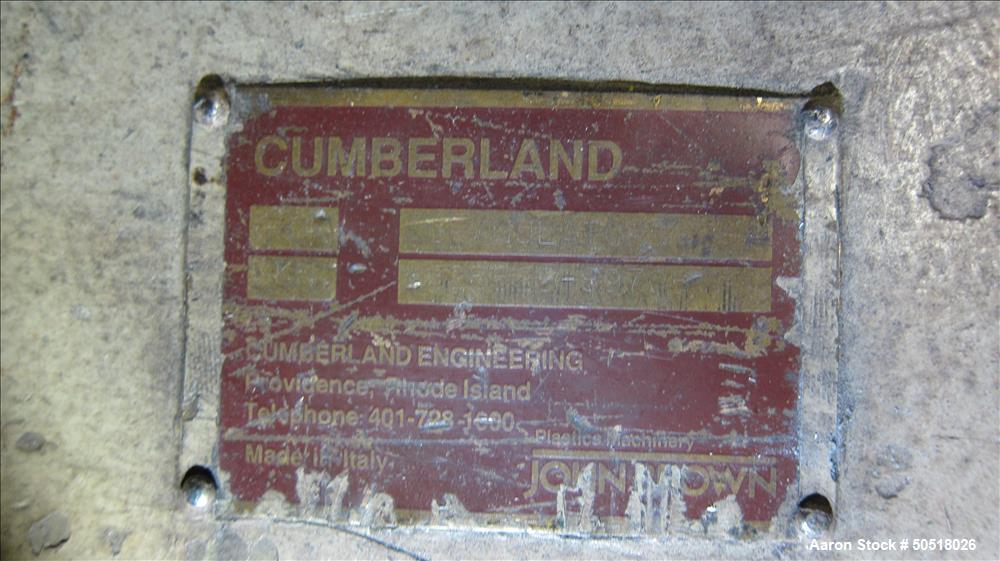 CUMBERLAND
CUMBERLAND ENGINEERING
Providence, Rhode Island
Telephone 401-728-1600
Made in Italy
Plastics Machinery
JOHN BROWN
Aaron Stock # 50518026